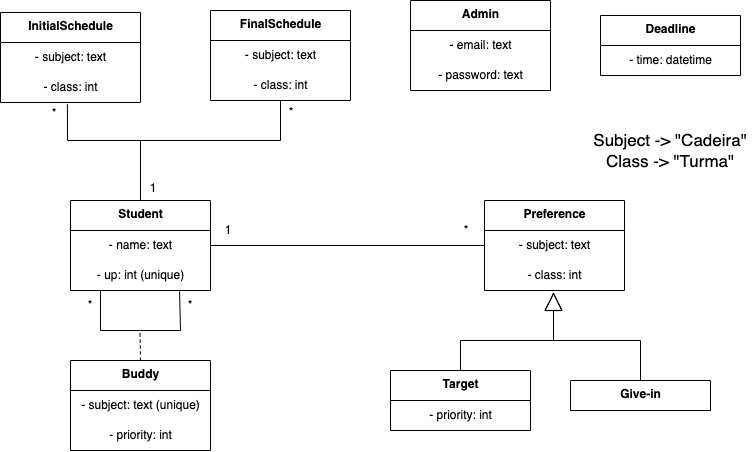 InitialSchedule
- subject: text
- class: int
FinalSchedule
- subject: text
- class: int
Admin
- email: text
- password: text
Deadline
- time: datetime
*
*
Subject -> "Cadeira"
Class -> "Turma"
1
Student
- name: text
- up: int (unique)
1
*
Preference
- subject: text
- class: int
*
*
Buddy
- subject: text (unique)
- priority: int
Target
- priority: int
Give-in